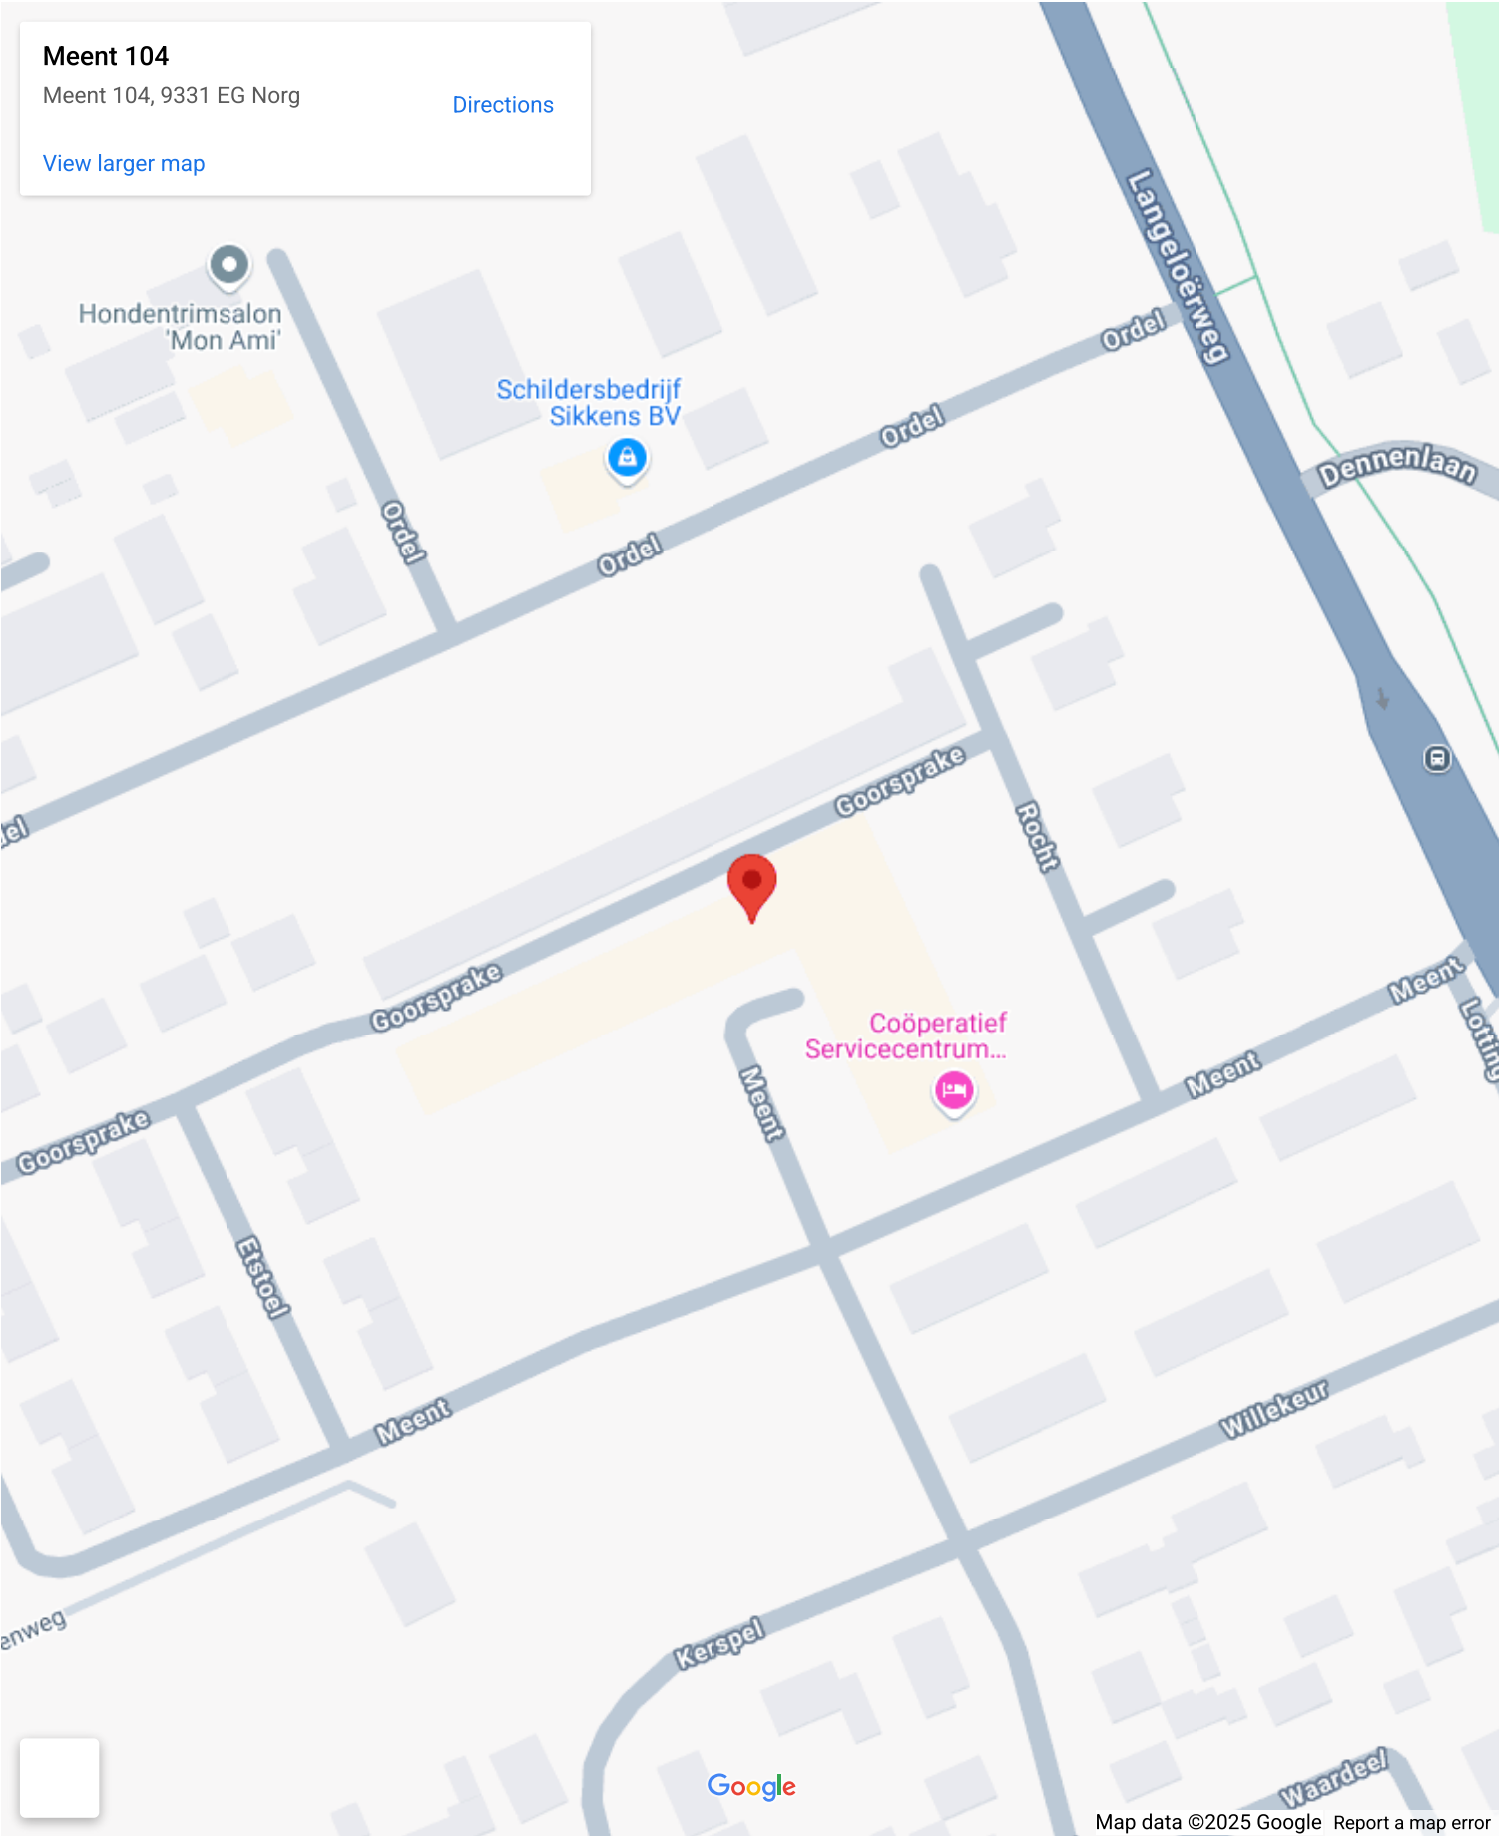 Meent 104
Meent 104, 9331 EG Norg
Directions
View larger map
Langeloërweg
Hondentrimsalon
'Mon Ami'
Ordel
Schildersbedrijf
Sikkens BV
Ordel
Dennenlaan
Ordel
Ordel
Goorsprake
Rocht
Goorsprake
Meent
Coöperatief
Servicecentrum...
Meent
Meent
Goorsprake
Etstoel
Meent
Willekeur
Kerspel
Waardeel
Google
Map data ©2025 Google
Report a map error